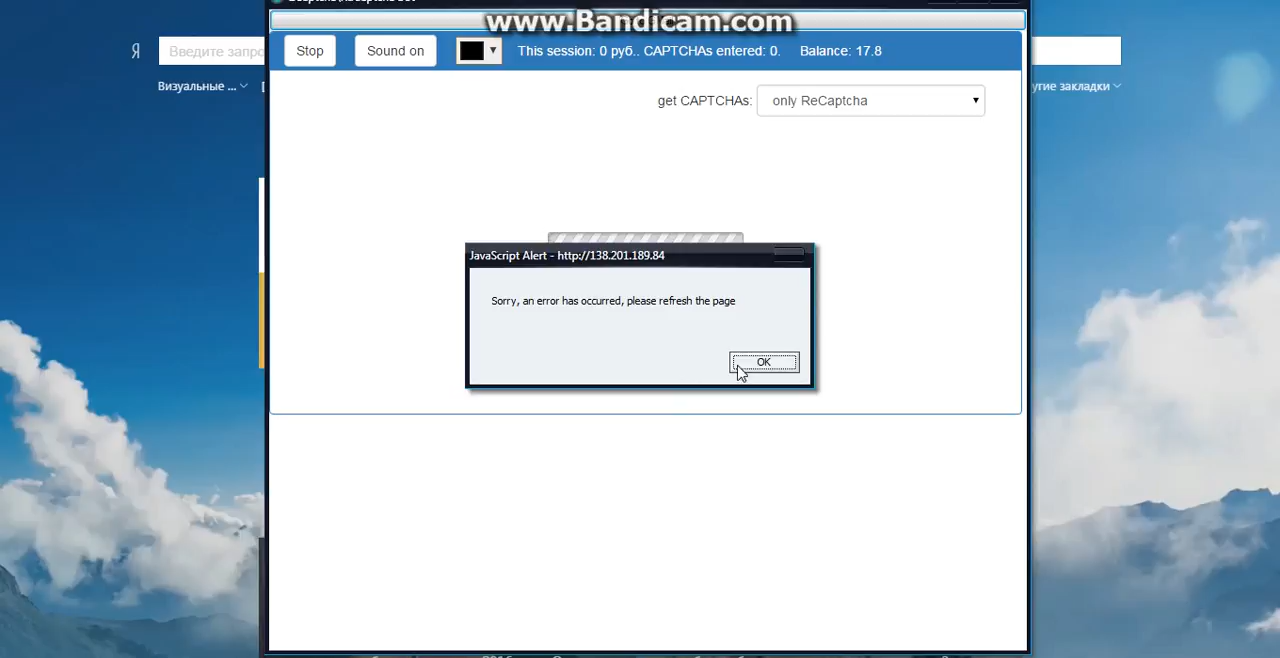 www.Bandicam.com
Я
Введите запро
Stop
Sound on
This session: 0 руб.. CAPTCHAs entered: 0.
Balance: 17.8
Визуальные ...
угие закладки
get CAPTCHAs:
only ReCaptcha
JavaScript Alert - http://138.201.189.84
Sorry, an error has occurred, please refresh the page
OK